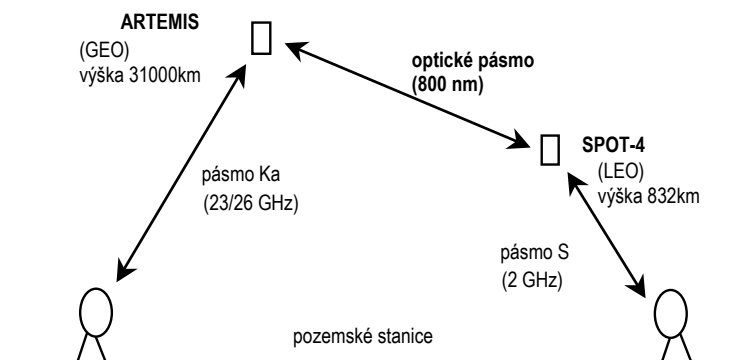 ARTEMIS
(GEO)
výška 31000km
optické pásmo
(800 nm)
SPOT-4
(LEO)
výška 832km
pásmo Ka
(23/26 GHz)
pásmo S
(2 GHz)
pozemské stanice